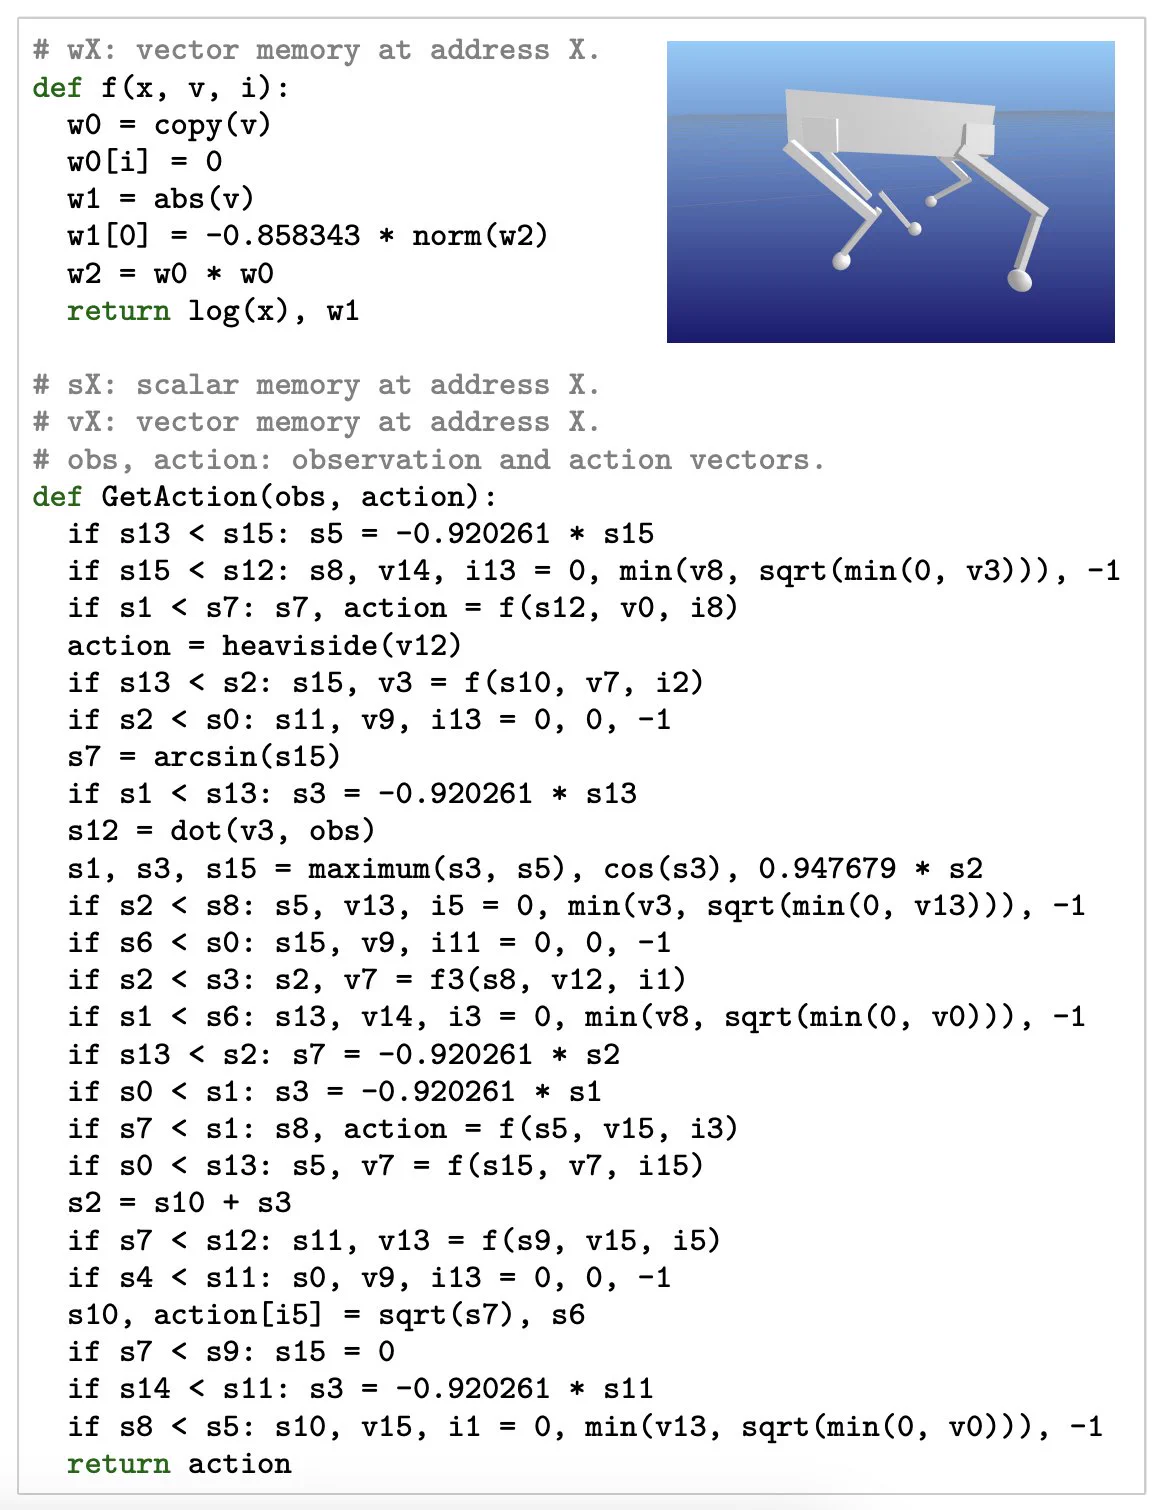 # wX: vector memory at address X.
def f(x, v, i):
  w0 = copy(v)
  w0[i] = 0
  w1 = abs(v)
  w1[0] = -0.858343 * norm(w2)
  w2 = w0 * w0
  return log(x), w1

# sX: scalar memory at address X.
# vX: vector memory at address X.
# obs, action: observation and action vectors.
def GetAction(obs, action):
  if s13 < s15: s5 = -0.920261 * s15
  if s15 < s12: s8, v14, i13 = 0, min(v8, sqrt(min(0, v3))), -1
  if s1 < s7: s7, action = f(s12, v0, i8)
  action = heaviside(v12)
  if s13 < s2: s15, v3 = f(s10, v7, i2)
  if s2 < s0: s11, v9, i13 = 0, 0, -1
  s7 = arcsin(s15)
  if s1 < s13: s3 = -0.920261 * s13
  s12 = dot(v3, obs)
  s1, s3, s15 = maximum(s3, s5), cos(s3), 0.947679 * s2
  if s2 < s8: s5, v13, i5 = 0, min(v3, sqrt(min(0, v13))), -1
  if s6 < s0: s15, v9, i11 = 0, 0, -1
  if s2 < s3: s2, v7 = f3(s8, v12, i1)
  if s1 < s6: s13, v14, i3 = 0, min(v8, sqrt(min(0, v0))), -1
  if s13 < s2: s7 = -0.920261 * s2
  if s0 < s1: s3 = -0.920261 * s1
  if s7 < s1: s8, action = f(s5, v15, i3)
  if s0 < s13: s5, v7 = f(s15, v7, i15)
  s2 = s10 + s3
  if s7 < s12: s11, v13 = f(s9, v15, i5)
  if s4 < s11: s0, v9, i13 = 0, 0, -1
  s10, action[i5] = sqrt(s7), s6
  if s7 < s9: s15 = 0
  if s14 < s11: s3 = -0.920261 * s11
  if s8 < s5: s10, v15, i1 = 0, min(v13, sqrt(min(0, v0))), -1
  return action